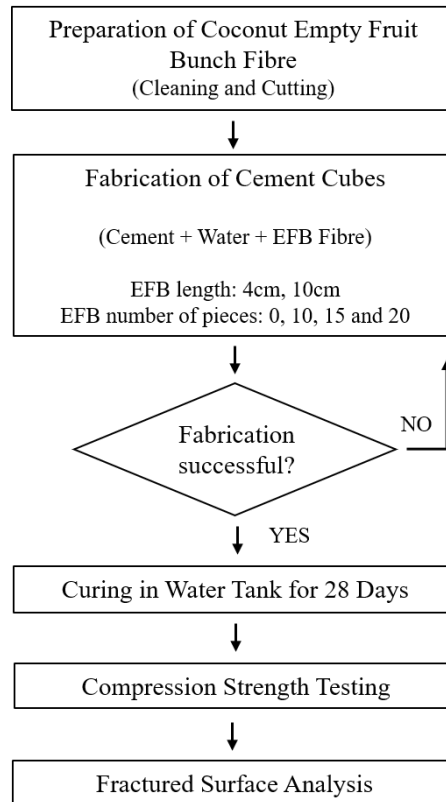 Preparation of Coconut Empty Fruit
Bunch Fibre
(Cleaning and Cutting)
Fabrication of Cement Cubes
(Cement + Water + EFB Fibre)
EFB length: 4cm, 10cm
EFB number of pieces: 0, 10, 15 and 20
Fabrication
successful?
NO
YES
Curing in Water Tank for 28 Days
Compression Strength Testing
Fractured Surface Analysis